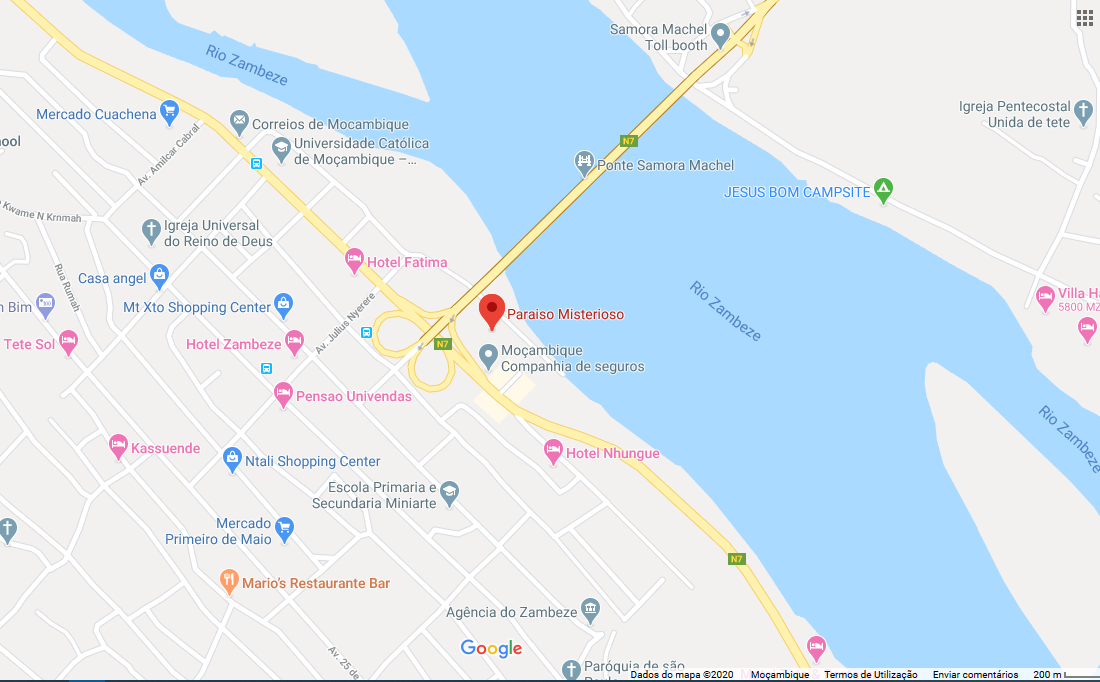 Samora Machel
Toll booth
Rio Zambeze
Mercado Cuachena
Igreja Pentecostal
Unida de tete
Correios de Mocambique
ool
Universidade Católica
de Moçambique –...
N7
Av. Amilcar Cabral
Ponte Samora Machel
JESUS BOM CAMPSITE
Kwame N Krnmah
Igreja Universal
do Reino de Deus
Hotel Fatima
Casa angel
Rua Rumah
Rio Zambeze
Villa Ha
5800 MZ
Bim
Mt Xto Shopping Center
Paraiso Misterioso
Av. Julius Nyerere
Tete Sol
Hotel Zambeze
N7
Moçambique
Companhia de seguros
Pensao Univendas
Rio Zambeze
Kassuende
Hotel Nhungue
Ntali Shopping Center
Escola Primaria e
Secundaria Miniarte
Mercado
Primeiro de Maio
N7
Mario's Restaurante Bar
Agência do Zambeze
Google
Av. 25 de
Paróquia de são
Dados do mapa ©2020 Moçambique Termos de Utilização Enviar comentários 200 m